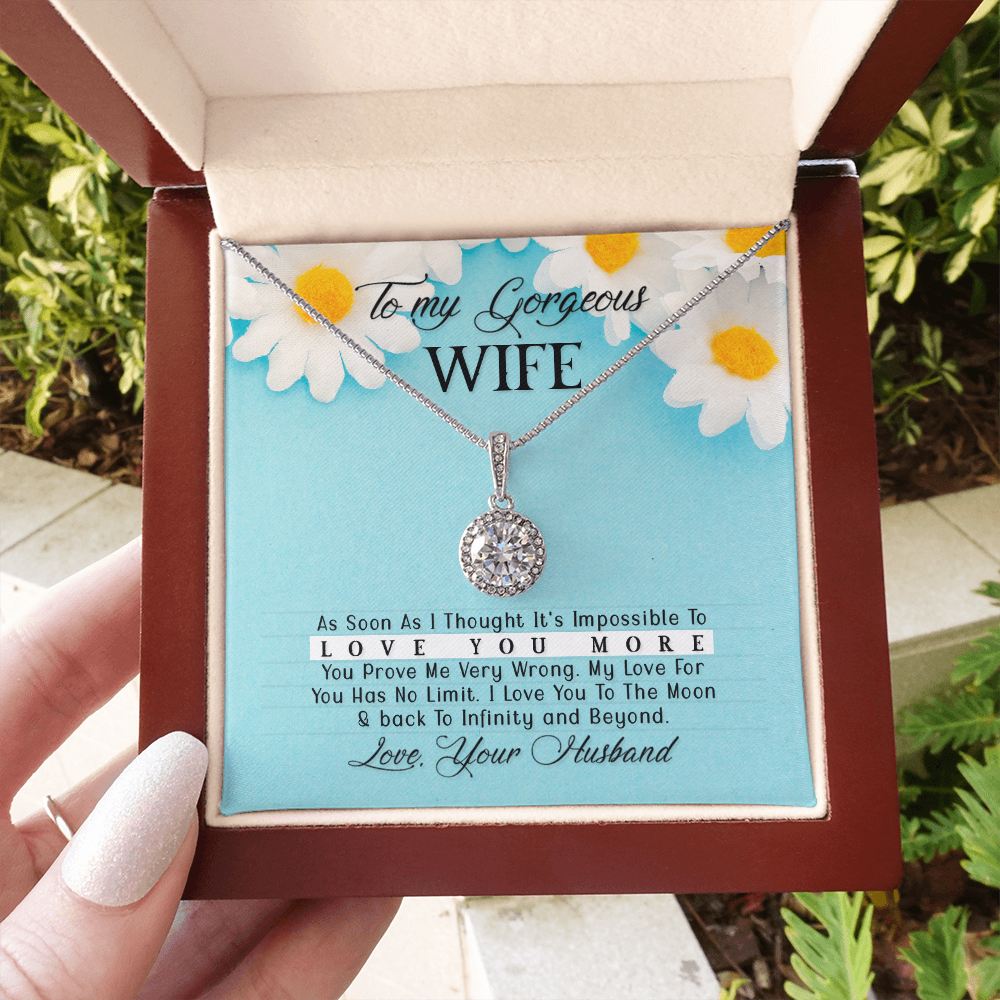 To my Gorgeous
WIFE
As Soon As I Thought It's Impossible To
LOVE YOU MORE
You Prove Me Very Wrong. My Love For
You Has No Limit. I Love You To The Moon
& back To Infinity and Beyond.
Love, Your Husband